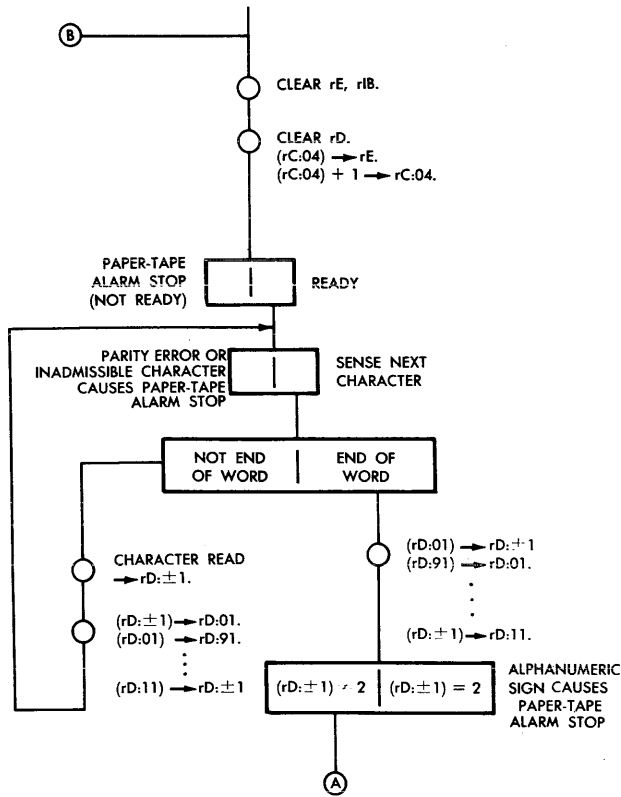 B
CLEAR rE, rIB.
CLEAR rD.
(rC:04) → rE.
(rC:04) + 1 → rC:04.
PAPER-TAPE
ALARM STOP
(NOT READY)
READY
PARITY ERROR OR
INADMISSIBLE CHARACTER
CAUSES PAPER-TAPE
ALARM STOP
SENSE NEXT
CHARACTER
NOT END
OF WORD
END OF
WORD
CHARACTER READ
→ rD:±1.
(rD:±1) → rD:01.
(rD:01) → rD:91.
(rD:11) → rD:±1
(rD:01) → rD:±1
(rD:91) → rD:01.
(rD:±1) → rD:11.
(rD:±1) ≠ 2
(rD:±1) = 2
ALPHANUMERIC
SIGN CAUSES
PAPER-TAPE
ALARM STOP
A